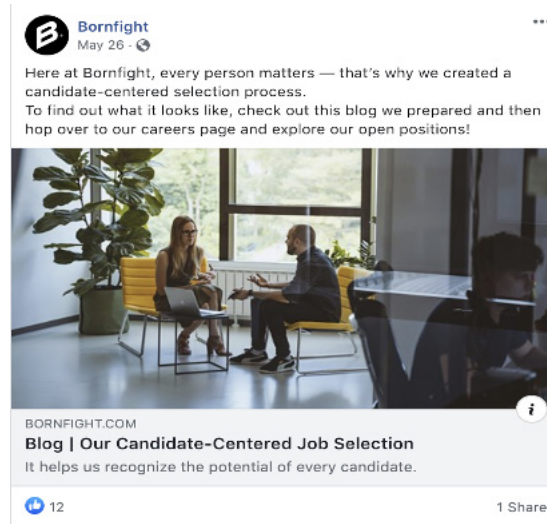 Bornfight
May 26 ·
Here at Bornfight, every person matters — that's why we created a
candidate-centered selection process.
To find out what it looks like, check out this blog we prepared and then
hop over to our careers page and explore our open positions!
BORNFIGHT.COM
Blog | Our Candidate-Centered Job Selection
It helps us recognize the potential of every candidate.
12
1 Share